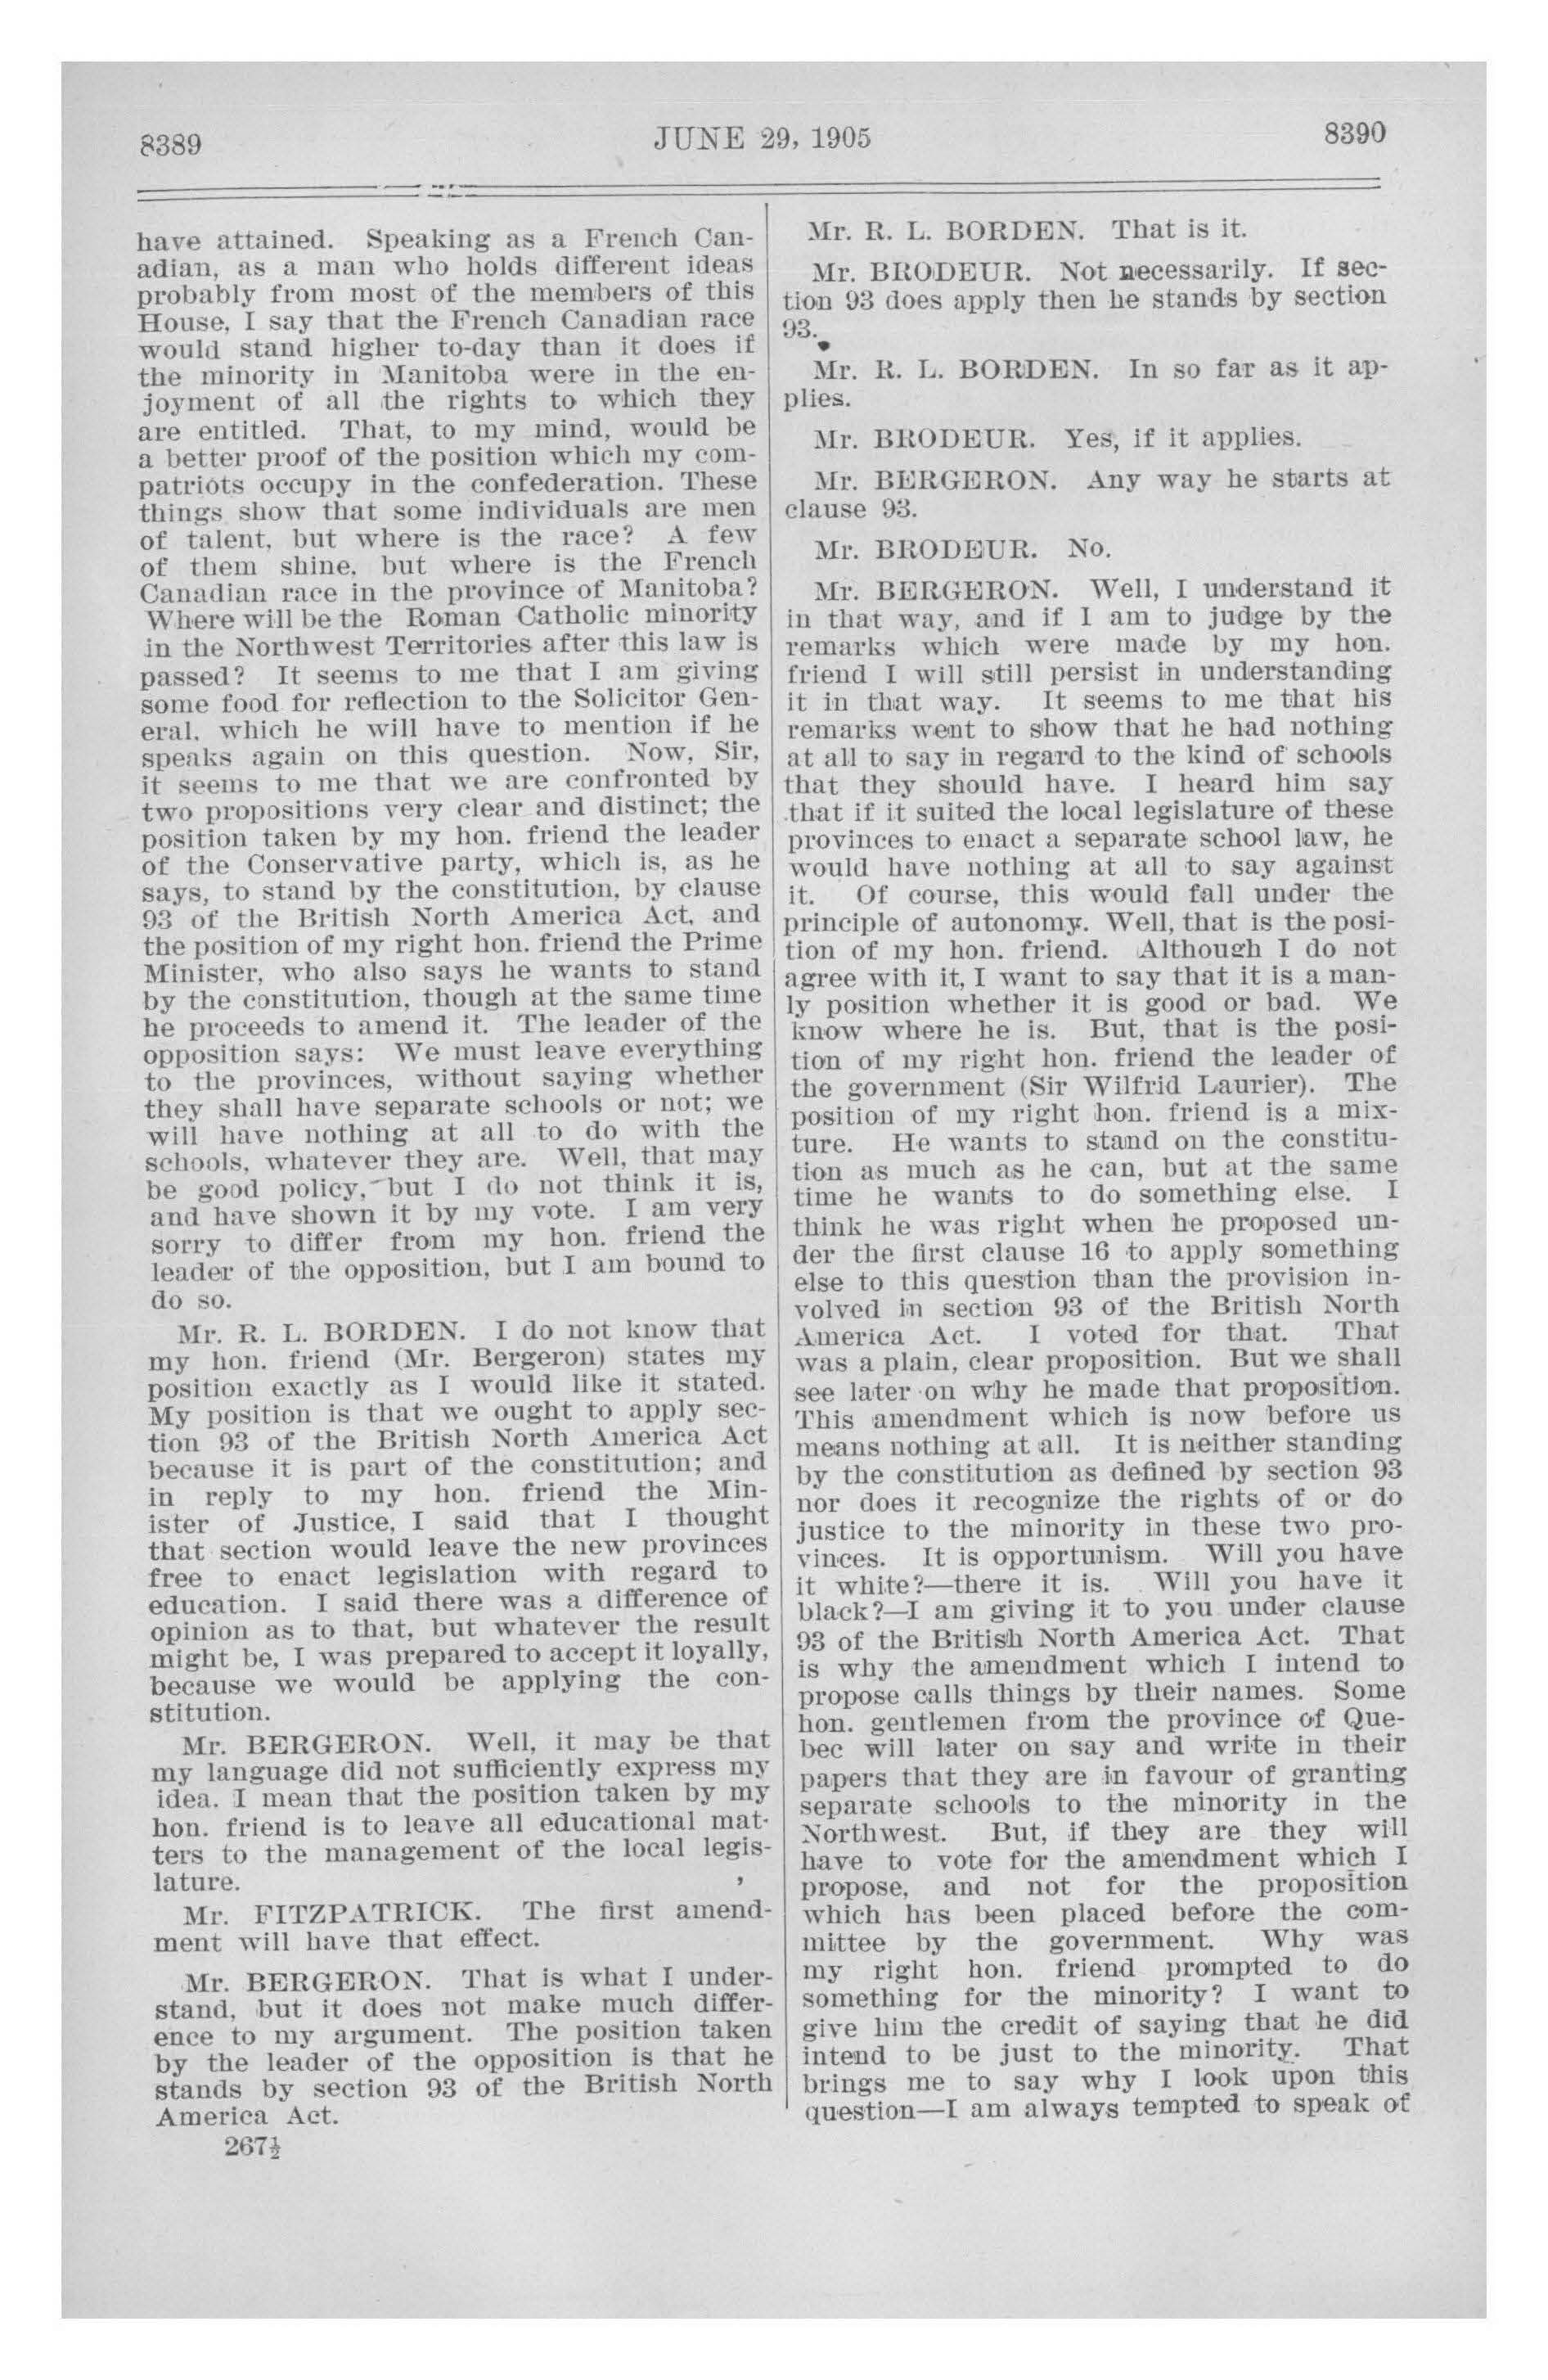 8389
JUNE 29, 1905
8390
have attained. Speaking as a French Can-
adian, as a man who holds different ideas
probably from most of the members of this
House, I say that the French Canadian race
would stand higher to-day than it does if
the minority in Manitoba were in the en-
joyment of all the rights to which they
are entitled. That, to my mind, would be
a better proof of the position which my com-
patriots occupy in the confederation. These
things show that some individuals are men
of talent, but where is the race? A few
of them shine, but where is the French
Canadian race in the province of Manitoba?
Where will be the Roman Catholic minority
in the Northwest Territories after this law is
passed? It seems to me that I am giving
some food for reflection to the Solicitor Gen-
eral, which he will have to mention if he
speaks again on this question. Now, Sir,
it seems to me that we are confronted by
two propositions very clear and distinct; the
position taken by my hon. friend the leader
of the Conservative party, which is, as he
says, to stand by the constitution, by clause
93 of the British North America Act, and
the position of my right hon. friend the Prime
Minister, who also says he wants to stand
by the constitution, though at the same time
he proceeds to amend it. The leader of the
opposition says: We must leave everything
to the provinces, without saying whether
they shall have separate schools or not; we
will have nothing at all to do with the
schools, whatever they are. Well, that may
be good policy, but I do not think it is,
and have shown it by my vote. I am very
sorry to differ from my hon. friend the
leader of the opposition, but I am bound to
do so.
Mr. R. L. BORDEN. I do not know that
my hon. friend (Mr. Bergeron) states my
position exactly as I would like it stated.
My position is that we ought to apply sec-
tion 93 of the British North America Act
because it is part of the constitution; and
in reply to my hon. friend the Min-
ister of Justice, I said that I thought
that section would leave the new provinces
free to enact legislation with regard to
education. I said there was a difference of
opinion as to that, but whatever the result
might be, I was prepared to accept it loyally,
because we would be applying the con-
stitution.
Mr. BERGERON. Well, it may be that
my language did not sufficiently express my
idea. I mean that the position taken by my
hon. friend is to leave all educational mat-
ters to the management of the local legis-
lature.
Mr. FITZPATRICK. The first amend-
ment will have that effect.
Mr. BERGERON. That is what I under-
stand, but it does not make much differ-
ence to my argument. The position taken
by the leader of the opposition is that he
stands by section 93 of the British North
America Act.
267½
Mr. R. L. BORDEN. That is it.
Mr. BRODEUR. Not necessarily. If sec-
tion 93 does apply then he stands by section
93.
Mr. R. L. BORDEN. In so far as it ap-
plies.
Mr. BRODEUR. Yes, if it applies.
Mr. BERGERON. Any way he starts at
clause 93.
Mr. BRODEUR. No.
Mr. BERGERON. Well, I understand it
in that way, and if I am to judge by the
remarks which were made by my hon.
friend I will still persist in understanding
it in that way. It seems to me that his
remarks went to show that he had nothing
at all to say in regard to the kind of schools
that they should have. I heard him say
that if it suited the local legislature of these
provinces to enact a separate school law, he
would have nothing at all to say against
it. Of course, this would fall under the
principle of autonomy. Well, that is the posi-
tion of my hon. friend. Although I do not
agree with it, I want to say that it is a man-
ly position whether it is good or bad. We
know where he is. But, that is the posi-
tion of my right hon. friend the leader of
the government (Sir Wilfrid Laurier). The
position of my right hon. friend is a mix-
ture. He wants to stand on the constitu-
tion as much as he can, but at the same
time he wants to do something else. I
think he was right when he proposed un-
der the first clause 16 to apply something
else to this question than the provision in-
volved in section 93 of the British North
America Act. I voted for that. That
was a plain, clear proposition. But we shall
see later on why he made that proposition.
This amendment which is now before us
means nothing at all. It is neither standing
by the constitution as defined by section 93
nor does it recognize the rights of or do
justice to the minority in these two pro-
vinces. It is opportunism. Will you have
it white?—there it is. Will you have it
black?—I am giving it to you under clause
93 of the British North America Act. That
is why the amendment which I intend to
propose calls things by their names. Some
hon. gentlemen from the province of Que-
bec will later on say and write in their
papers that they are in favour of granting
separate schools to the minority in the
Northwest. But, if they are they will
have to vote for the amendment which I
propose, and not for the proposition
which has been placed before the com-
mittee by the government. Why was
my right hon. friend prompted to do
something for the minority? I want to
give him the credit of saying that he did
intend to be just to the minority. That
brings me to say why I look upon this
question—I am always tempted to speak of